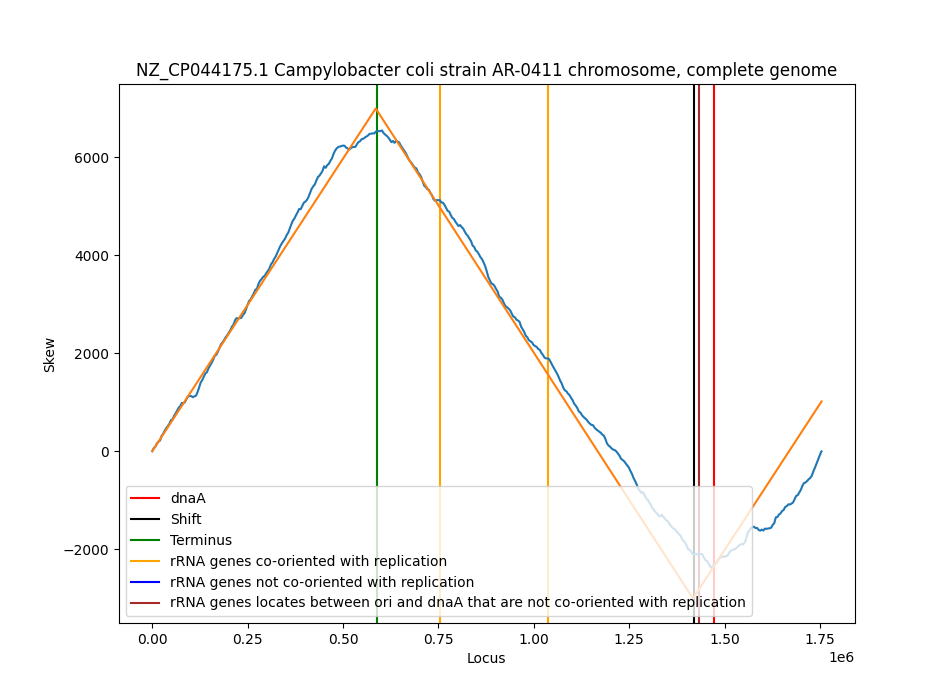 NZ_CP044175.1 Campylobacter coli strain AR-0411 chromosome, complete genome
6000
4000
2000
0
−2000
Skew
dnaA
Shift
Terminus
rRNA genes co-oriented with replication
rRNA genes not co-oriented with replication
rRNA genes locates between ori and dnaA that are not co-oriented with replication
0.00 0.25 0.50 0.75 1.00 1.25 1.50 1.75
1e6
Locus